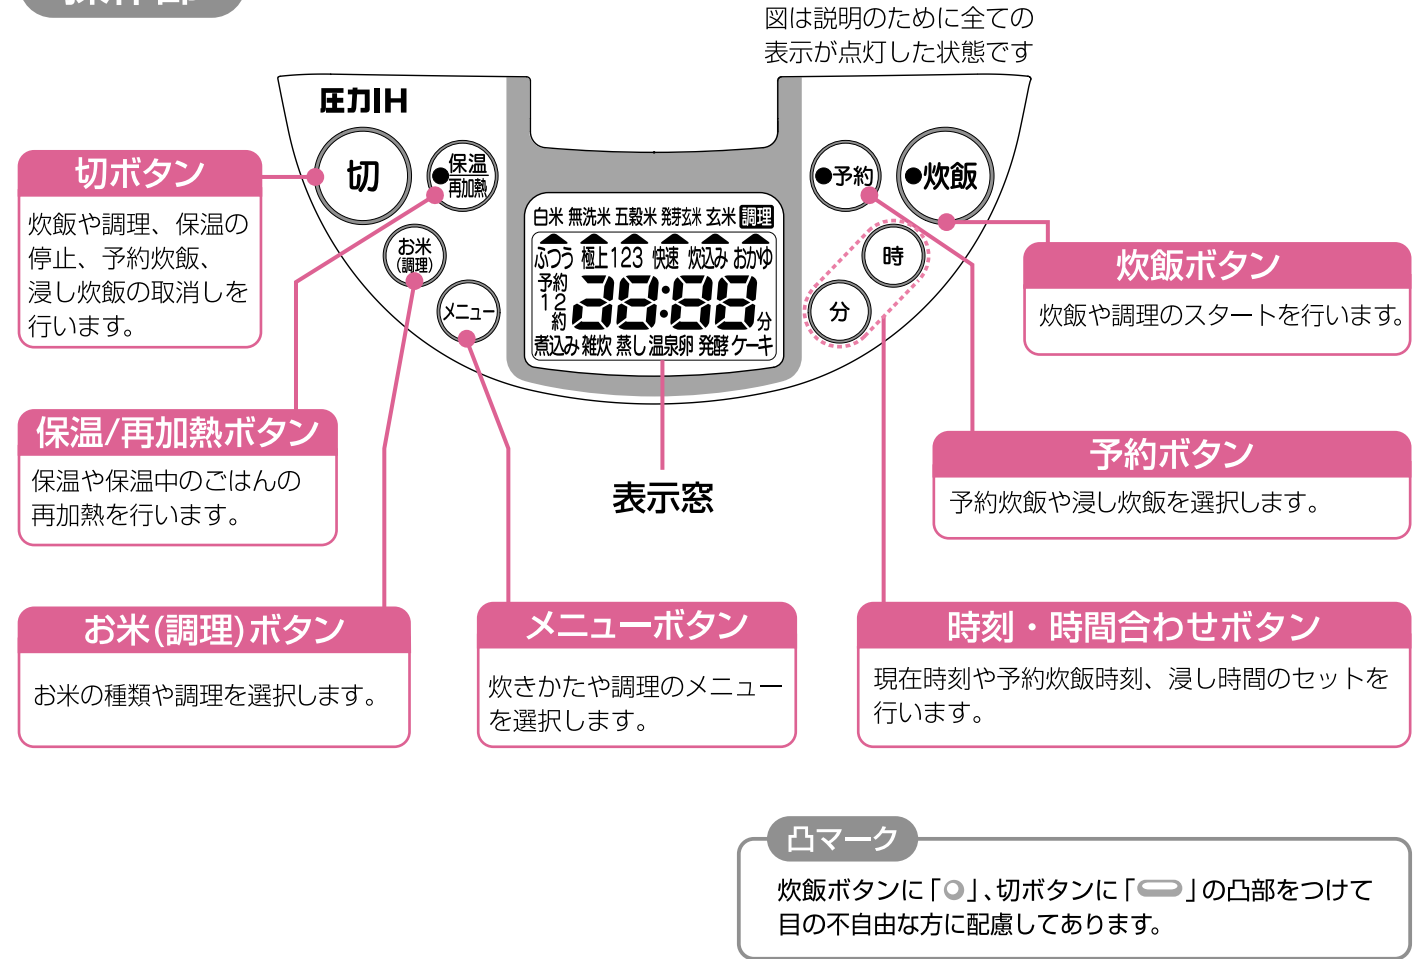 図は説明のために全ての
表示が点灯した状態です
圧力IH
切
保温
再加熱
お米
(調理)
メニュー
予約
炊飯
時
分
白米 無洗米 五穀米 発芽玄米 玄米 調理
ふつう 極上123 快速 炊込み おかゆ
予約
12
約
28:88
分
煮込み 雑炊 蒸し 温泉卵 発酵 ケーキ
切ボタン
炊飯や調理、保温の
停止、予約炊飯、
浸し炊飯の取消しを
行います。
炊飯ボタン
炊飯や調理のスタートを行います。
保温/再加熱ボタン
保温や保温中のごはんの
再加熱を行います。
表示窓
予約ボタン
予約炊飯や浸し炊飯を選択します。
お米(調理)ボタン
お米の種類や調理を選択します。
メニューボタン
炊きかたや調理のメニュー
を選択します。
時刻・時間合わせボタン
現在時刻や予約炊飯時刻、浸し時間のセットを
行います。
凸マーク
炊飯ボタンに「」、切ボタンに「」の凸部をつけて
目の不自由な方に配慮してあります。